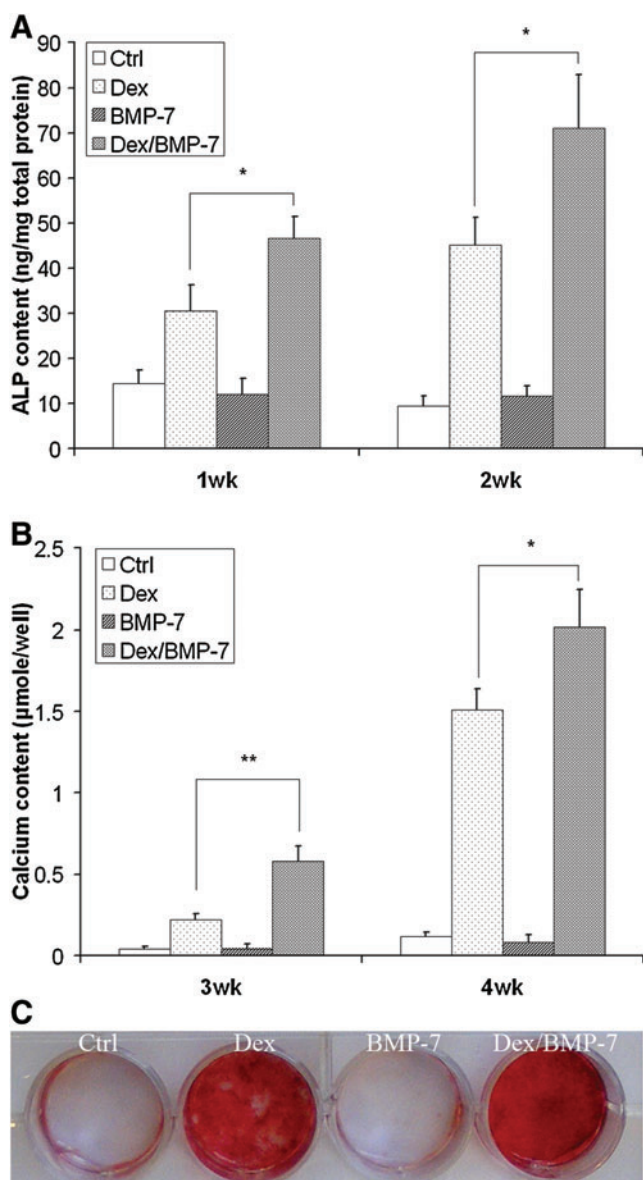 A
ALP content (ng/mg total protein)
90
80
70
60
50
40
30
20
10
0
Ctrl
Dex
BMP-7
Dex/BMP-7
*
*
1wk
2wk
B
Calcium content (µmole/well)
2.5
2
1.5
1
0.5
0
Ctrl
Dex
BMP-7
Dex/BMP-7
**
*
3wk
4wk
C
Ctrl Dex BMP-7 Dex/BMP-7